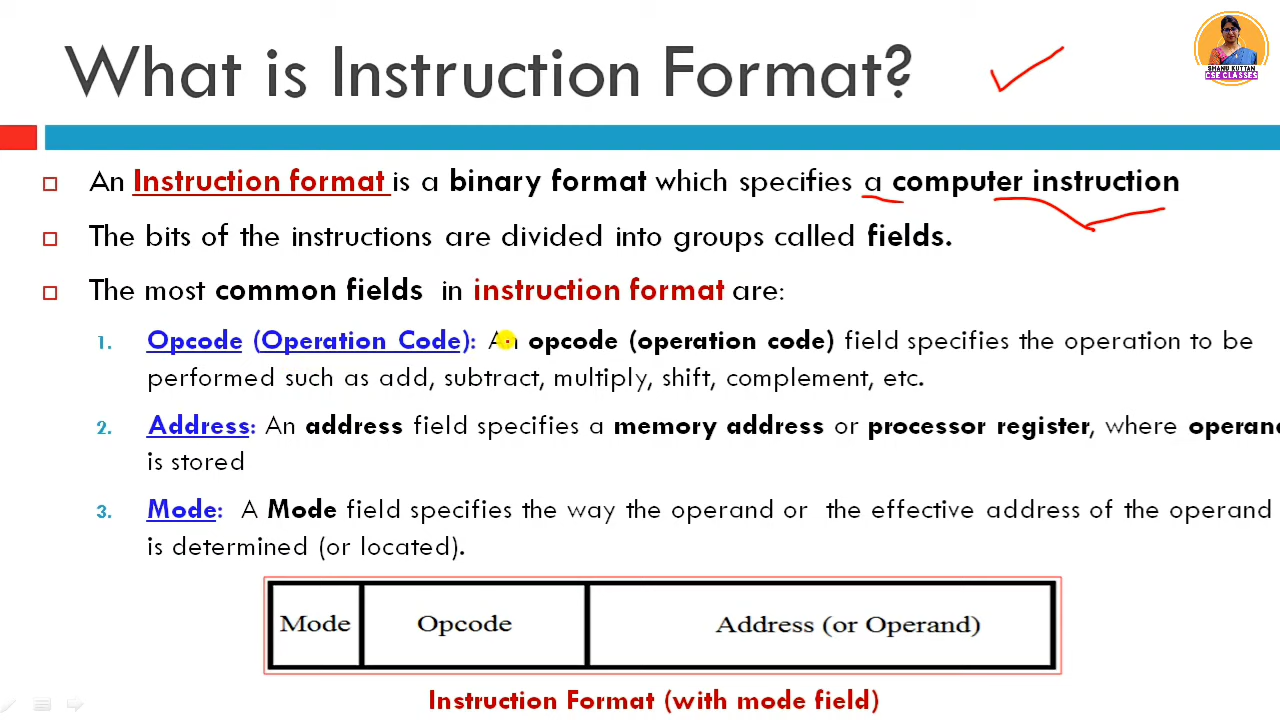 What is Instruction Format?
SHANU KUTTAN
CSE CLASSES
An Instruction format is a binary format which specifies a computer instruction
The bits of the instructions are divided into groups called fields.
The most common fields in instruction format are:
1. Opcode (Operation Code): An opcode (operation code) field specifies the operation to be
performed such as add, subtract, multiply, shift, complement, etc.
2. Address: An address field specifies a memory address or processor register, where operand
is stored
3. Mode: A Mode field specifies the way the operand or the effective address of the operand
is determined (or located).
Mode Opcode Address (or Operand)
Instruction Format (with mode field)